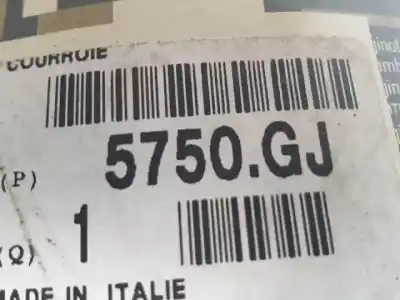 COURROIE
(P) 5750.GJ
(Q) 1
MADE IN ITALIE